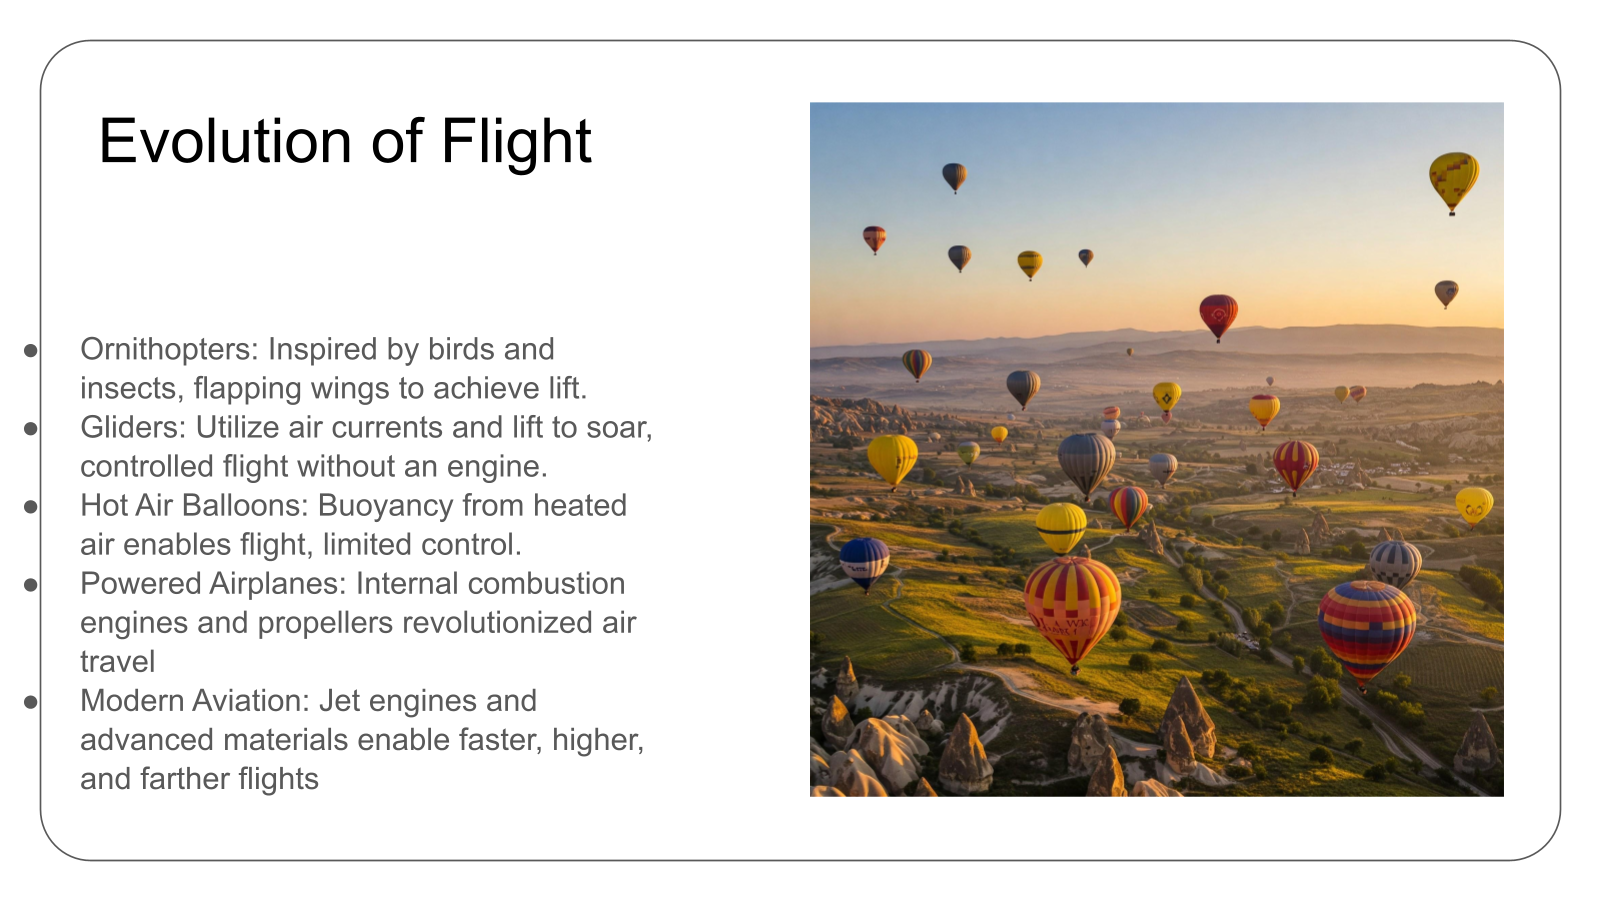 Evolution of Flight
● Ornithopters: Inspired by birds and
insects, flapping wings to achieve lift.
● Gliders: Utilize air currents and lift to soar,
controlled flight without an engine.
● Hot Air Balloons: Buoyancy from heated
air enables flight, limited control.
● Powered Airplanes: Internal combustion
engines and propellers revolutionized air
travel
● Modern Aviation: Jet engines and
advanced materials enable faster, higher,
and farther flights